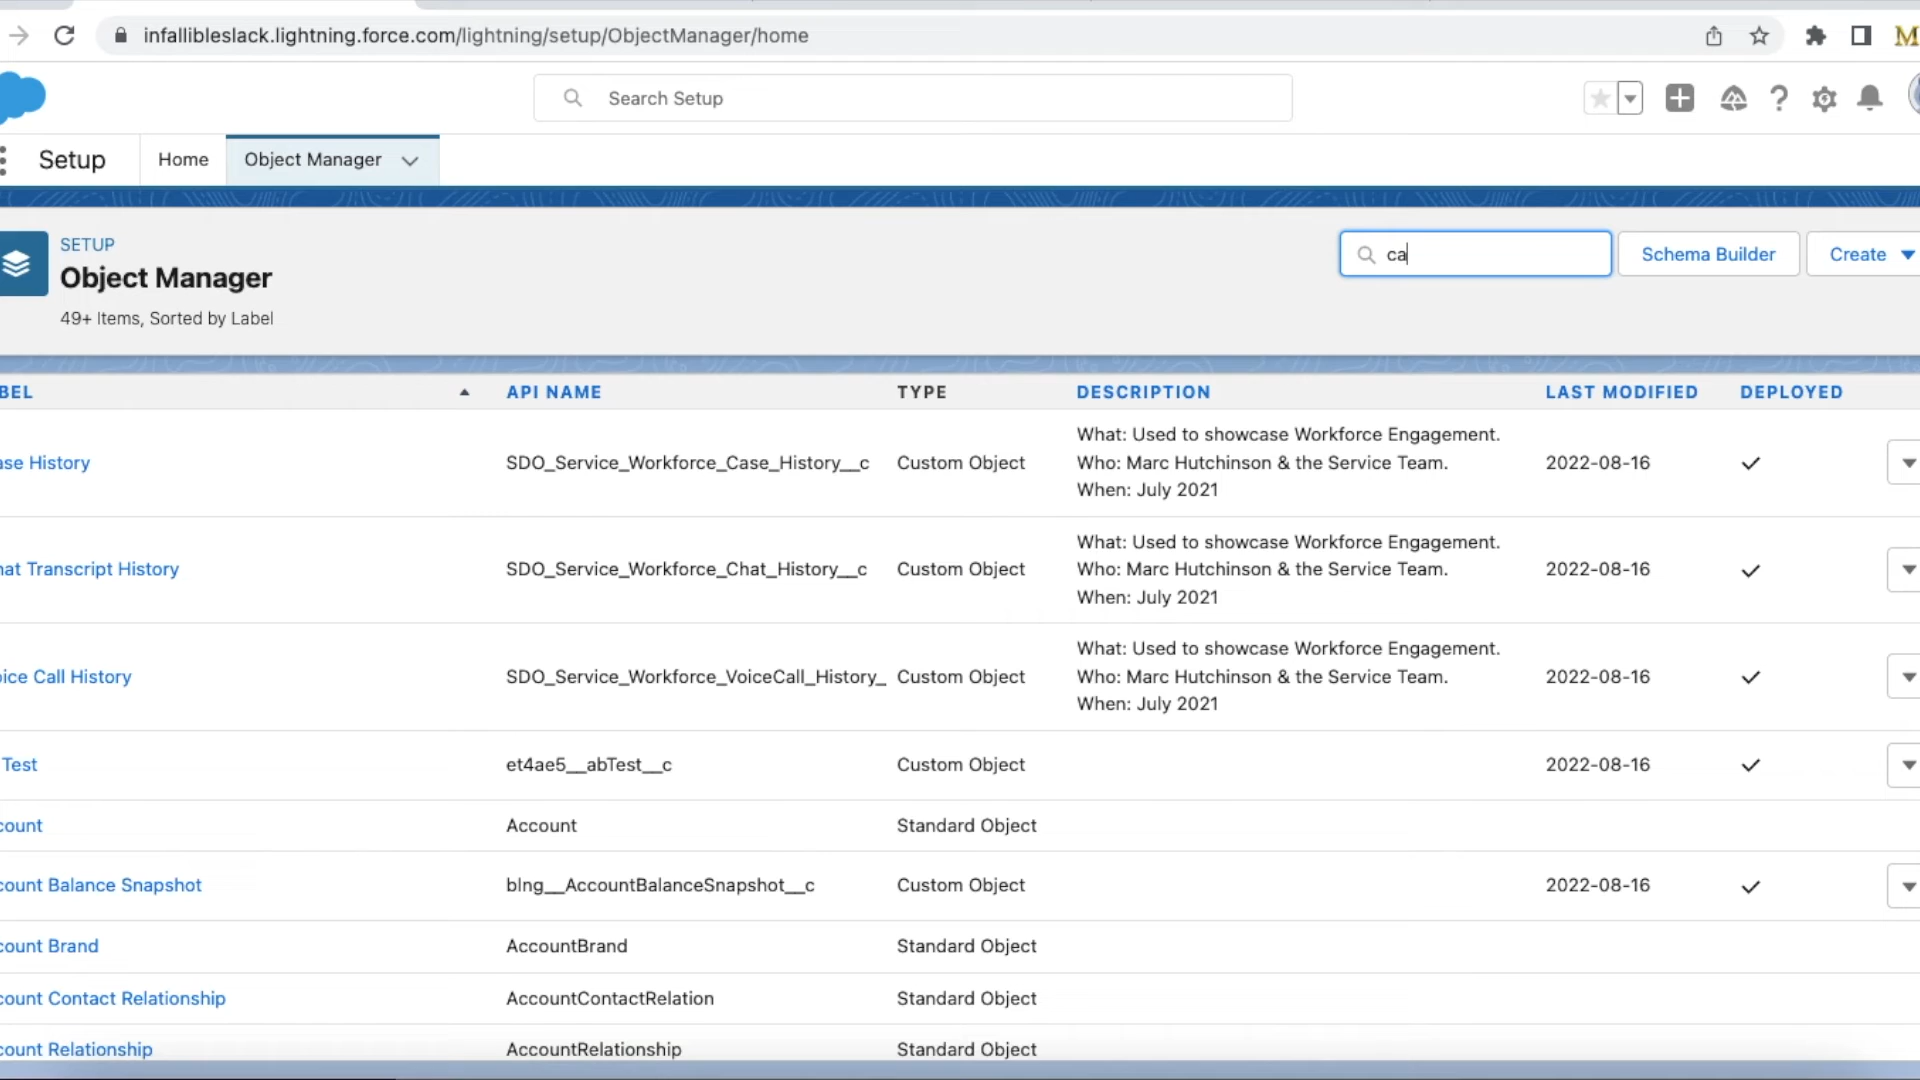 infallibleslack.lightning.force.com/lightning/setup/ObjectManager/home
M
Search Setup
Setup
Home
Object Manager
SETUP
Object Manager
49+ Items, Sorted by Label
ca
Schema Builder
Create
BEL
API NAME
TYPE
DESCRIPTION
LAST MODIFIED
DEPLOYED
ase History
SDO_Service_Workforce_Case_History__c
Custom Object
What: Used to showcase Workforce Engagement.
Who: Marc Hutchinson & the Service Team.
When: July 2021
2022-08-16
hat Transcript History
SDO_Service_Workforce_Chat_History__c
Custom Object
What: Used to showcase Workforce Engagement.
Who: Marc Hutchinson & the Service Team.
When: July 2021
2022-08-16
oice Call History
SDO_Service_Workforce_VoiceCall_History_
Custom Object
What: Used to showcase Workforce Engagement.
Who: Marc Hutchinson & the Service Team.
When: July 2021
2022-08-16
Test
et4ae5__abTest__c
Custom Object
2022-08-16
count
Account
Standard Object
count Balance Snapshot
blng__AccountBalanceSnapshot__c
Custom Object
2022-08-16
count Brand
AccountBrand
Standard Object
count Contact Relationship
AccountContactRelation
Standard Object
count Relationship
AccountRelationship
Standard Object